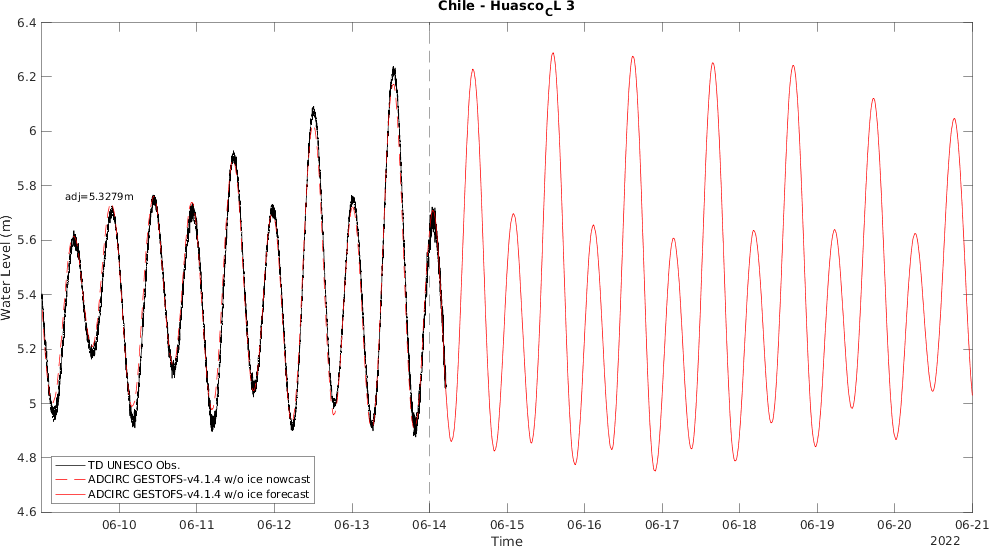 Chile - Huasco_CL 3
6.4
6.2
6
5.8
5.6
5.4
5.2
5
4.8
4.6
Water Level (m)
adj=5.3279m
TD UNESCO Obs.
ADCIRC GESTOFS-v4.1.4 w/o ice nowcast
ADCIRC GESTOFS-v4.1.4 w/o ice forecast
06-10 06-11 06-12 06-13 06-14 06-15 06-16 06-17 06-18 06-19 06-20 06-21
Time
2022